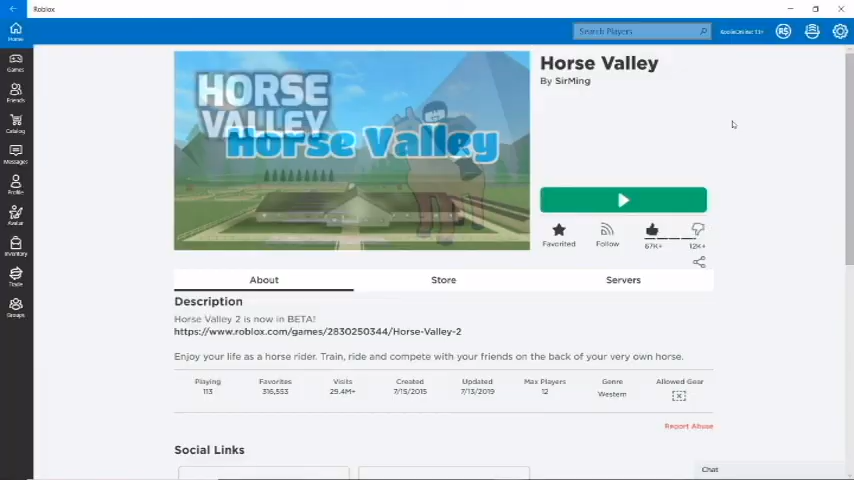 Roblox
Home
Games
Friends
Catalog
Messages
Profile
Avatar
Inventory
Trade
Groups
Search Players
R$
HORSE
VALLEY
Horse Valley
Horse Valley
By SirMing
Favorited
Follow
67K+
12K+
About
Store
Servers
Description
Horse Valley 2 is now in BETA!
https://www.roblox.com/games/2830250344/Horse-Valley-2
Enjoy your life as a horse rider. Train, ride and compete with your friends on the back of your very own horse.
Playing
Favorites
Visits
Created
Updated
Max Players
Genre
Allowed Gear
113
316,553
29.4M+
7/15/2015
7/13/2019
12
Western
Report Abuse
Social Links
Chat